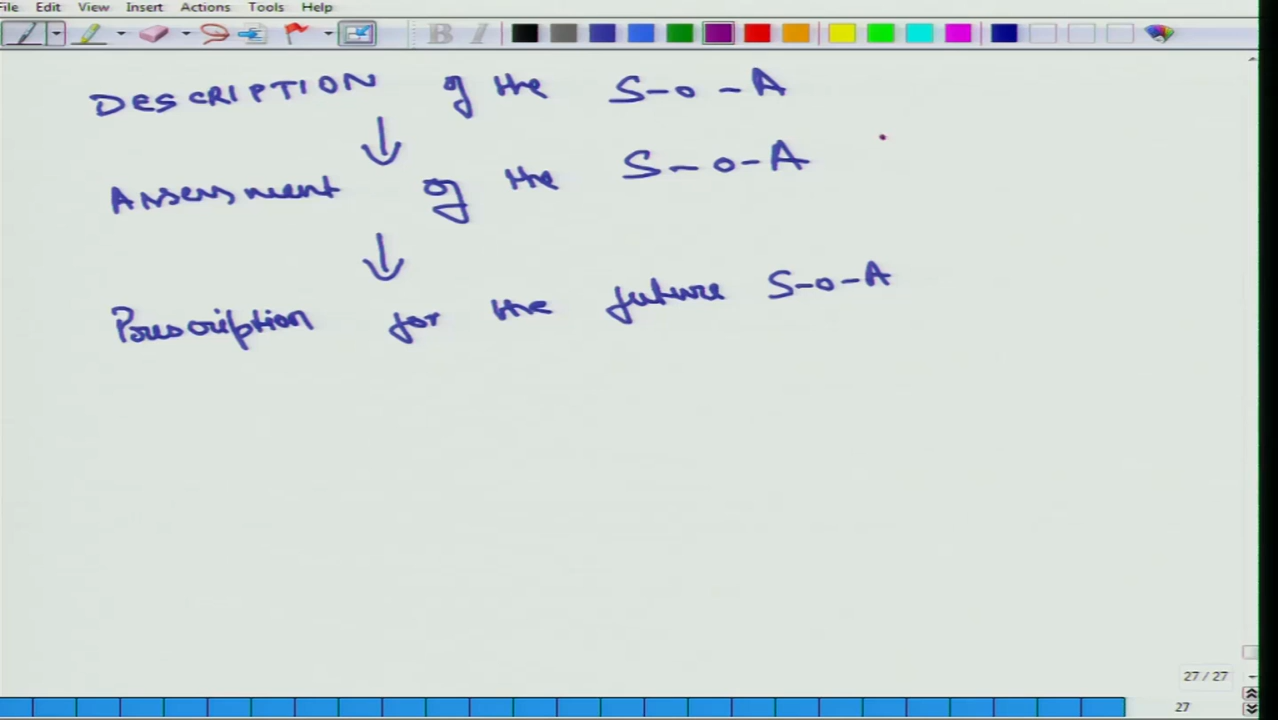 File Edit View Insert Actions Tools Help
DESCRIPTION of the S-O-A
↓
Assessment of the S-O-A
↓
Prescription for the future S-O-A
27 / 27
27